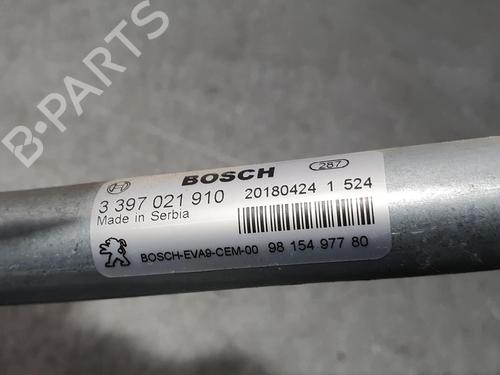 B-PARTS
BOSCH 287
3 397 021 910 20180424 1 524
Made in Serbia
BOSCH-EVA9-CEM-00 98 154 977 80